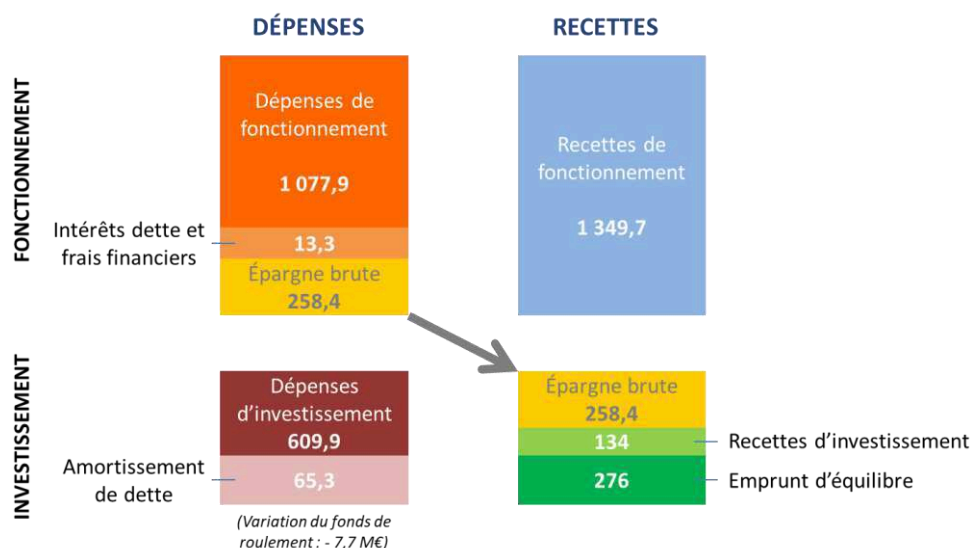 DÉPENSES
RECETTES
FONCTIONNEMENT
Dépenses de
fonctionnement
1 077,9
Intérêts dette et
frais financiers
13,3
Épargne brute
258,4
Recettes de
fonctionnement
1 349,7
INVESTISSEMENT
Dépenses
d’investissement
609,9
Amortissement
de dette
65,3
(Variation du fonds de
roulement : - 7,7 M€)
Épargne brute
258,4
134
Recettes d’investissement
276
Emprunt d’équilibre